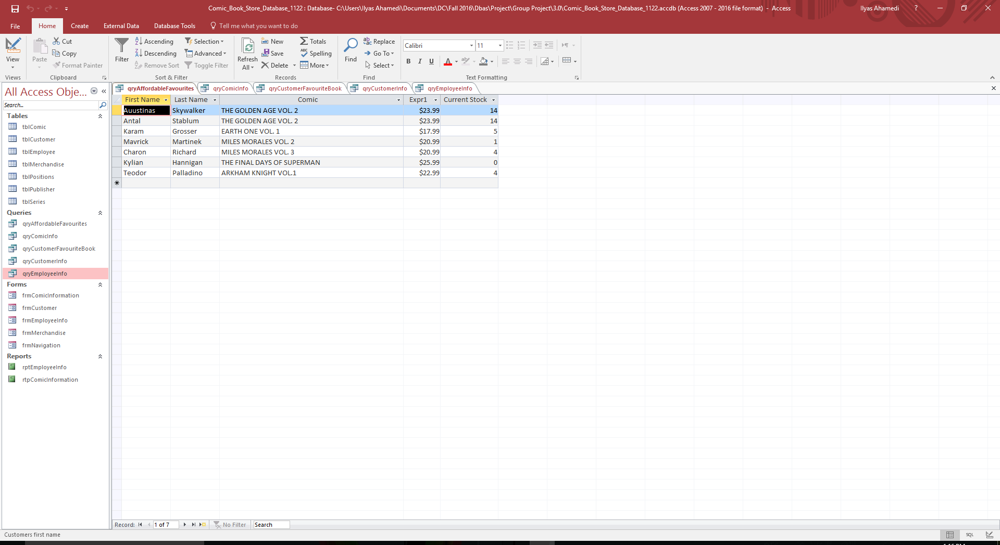 Comic_Book_Store_Database_1122 : Database- C:\Users\Ilyas Ahamedi\Documents\DC\Fall 2016\Dbas\Project\Group Project\3.0\Comic_Book_Store_Database_1122.accdb (Access 2007 - 2016 file format) - Access
Ilyas Ahamedi ?
File Home Create External Data Database Tools Tell me what you want to do
View
Views
Paste
Cut
Copy
Format Painter
Clipboard
Filter
Ascending
Descending
Remove Sort
Selection
Advanced
Toggle Filter
Sort & Filter
Refresh
All
New
Save
Delete
Totals
Spelling
More
Records
Find
Replace
Go To
Select
Find
Calibri 11
B I U A
Text Formatting
All Access Obje...
Search...
Tables
tblComic
tblCustomer
tblEmployee
tblMerchandise
tblPositions
tblPublisher
tblSeries
Queries
qryAffordableFavourites
qryComicInfo
qryCustomerFavouriteBook
qryCustomerInfo
qryEmployeeInfo
Forms
frmComicInformation
frmCustomer
frmEmployeeInfo
frmMerchandise
frmNavigation
Reports
rptEmployeeInfo
rtpComicInformation
qryAffordableFavourites qryComicInfo qryCustomerFavouriteBook qryCustomerInfo qryEmployeeInfo
First Name Last Name Comic Expr1 Current Stock
Auustinas Skywalker THE GOLDEN AGE VOL. 2 $23.99 14
Antal Stablum THE GOLDEN AGE VOL. 2 $23.99 14
Karam Grosser EARTH ONE VOL. 1 $17.99 5
Mavrick Martinek MILES MORALES VOL. 2 $20.99 1
Charon Richard MILES MORALES VOL. 3 $20.99 4
Kylian Hannigan THE FINAL DAYS OF SUPERMAN $25.99 0
Teodor Palladino ARKHAM KNIGHT VOL.1 $22.99 4
Record: 1 of 7 No Filter Search
Customers first name
SQL